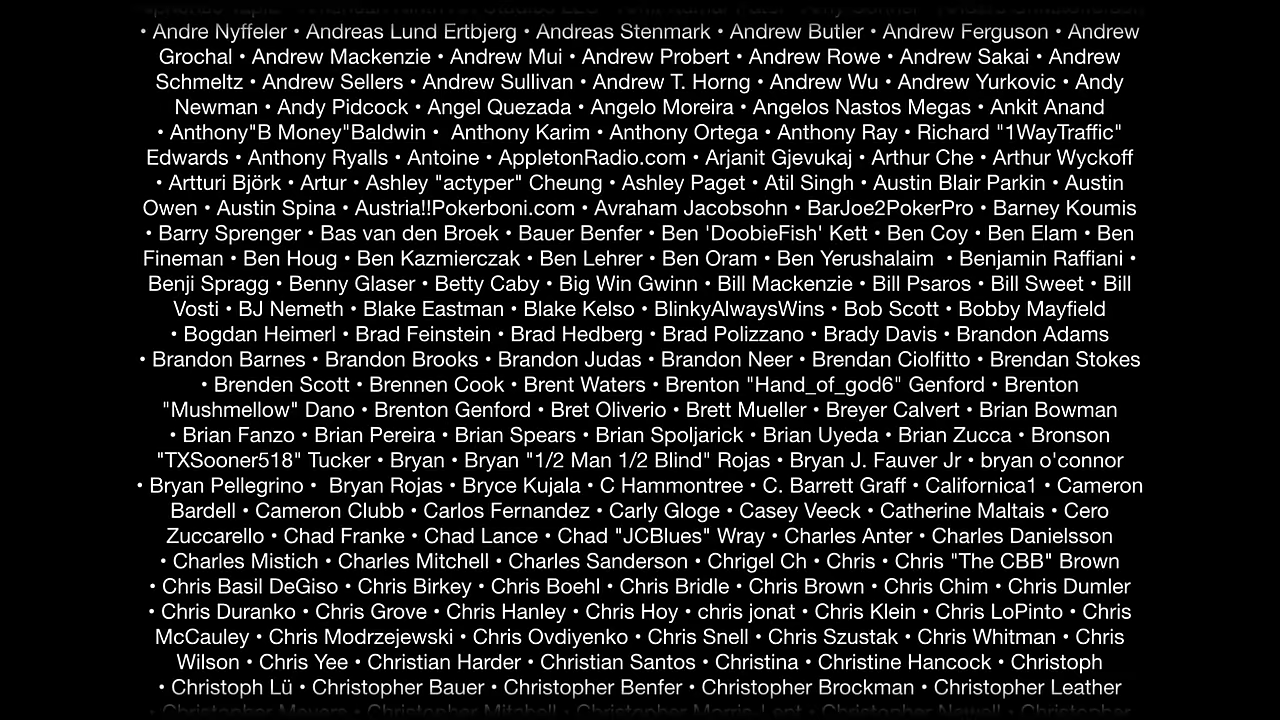 • Andre Nyffeler • Andreas Lund Ertbjerg • Andreas Stenmark • Andrew Butler • Andrew Ferguson • Andrew
Grochal • Andrew Mackenzie • Andrew Mui • Andrew Probert • Andrew Rowe • Andrew Sakai • Andrew
Schmeltz • Andrew Sellers • Andrew Sullivan • Andrew T. Horng • Andrew Wu • Andrew Yurkovic • Andy
Newman • Andy Pidcock • Angel Quezada • Angelo Moreira • Angelos Nastos Megas • Ankit Anand
• Anthony"B Money"Baldwin •  Anthony Karim • Anthony Ortega • Anthony Ray • Richard "1WayTraffic"
Edwards • Anthony Ryalls • Antoine • AppletonRadio.com • Arjanit Gjevukaj • Arthur Che • Arthur Wyckoff
• Artturi Björk • Artur • Ashley "actyper" Cheung • Ashley Paget • Atil Singh • Austin Blair Parkin • Austin
Owen • Austin Spina • Austria!!Pokerboni.com • Avraham Jacobsohn • BarJoe2PokerPro • Barney Koumis
• Barry Sprenger • Bas van den Broek • Bauer Benfer • Ben 'DoobieFish' Kett • Ben Coy • Ben Elam • Ben
Fineman • Ben Houg • Ben Kazmierczak • Ben Lehrer • Ben Oram • Ben Yerushalaim  • Benjamin Raffiani •
Benji Spragg • Benny Glaser • Betty Caby • Big Win Gwinn • Bill Mackenzie • Bill Psaros • Bill Sweet • Bill
Vosti • BJ Nemeth • Blake Eastman • Blake Kelso • BlinkyAlwaysWins • Bob Scott • Bobby Mayfield
• Bogdan Heimerl • Brad Feinstein • Brad Hedberg • Brad Polizzano • Brady Davis • Brandon Adams
• Brandon Barnes • Brandon Brooks • Brandon Judas • Brandon Neer • Brendan Ciolfitto • Brendan Stokes
• Brenden Scott • Brennen Cook • Brent Waters • Brenton "Hand_of_god6" Genford • Brenton
"Mushmellow" Dano • Brenton Genford • Bret Oliverio • Brett Mueller • Breyer Calvert • Brian Bowman
• Brian Fanzo • Brian Pereira • Brian Spears • Brian Spoljarick • Brian Uyeda • Brian Zucca • Bronson
"TXSooner518" Tucker • Bryan • Bryan "1/2 Man 1/2 Blind" Rojas • Bryan J. Fauver Jr • bryan o'connor
• Bryan Pellegrino •  Bryan Rojas • Bryce Kujala • C Hammontree • C. Barrett Graff • Californica1 • Cameron
Bardell • Cameron Clubb • Carlos Fernandez • Carly Gloge • Casey Veeck • Catherine Maltais • Cero
Zuccarello • Chad Franke • Chad Lance • Chad "JCBlues" Wray • Charles Anter • Charles Danielsson
• Charles Mistich • Charles Mitchell • Charles Sanderson • Chrigel Ch • Chris • Chris "The CBB" Brown
• Chris Basil DeGiso • Chris Birkey • Chris Boehl • Chris Bridle • Chris Brown • Chris Chim • Chris Dumler
• Chris Duranko • Chris Grove • Chris Hanley • Chris Hoy • chris jonat • Chris Klein • Chris LoPinto • Chris
McCauley • Chris Modrzejewski • Chris Ovdiyenko • Chris Snell • Chris Szustak • Chris Whitman • Chris
Wilson • Chris Yee • Christian Harder • Christian Santos • Christina • Christine Hancock • Christoph
• Christoph Lü • Christopher Bauer • Christopher Benfer • Christopher Brockman • Christopher Leather